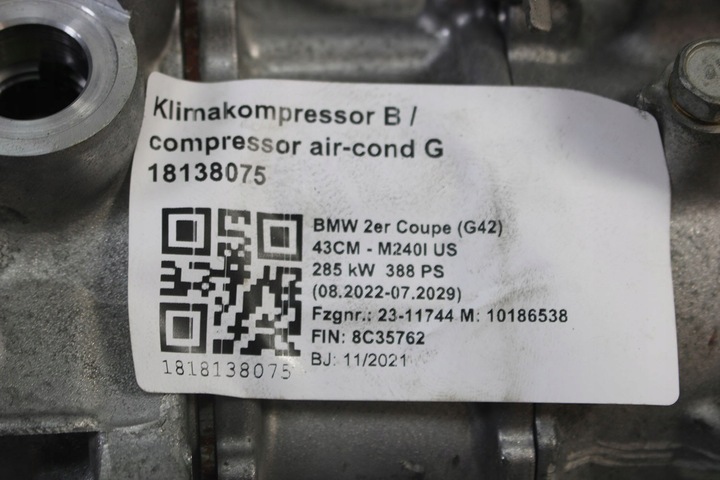 Klimakompressor B /
compressor air-cond G
18138075
BMW 2er Coupe (G42)
43CM - M240I US
285 kW 388 PS
(08.2022-07.2029)
Fzgnr.: 23-11744 M: 10186538
FIN: 8C35762
BJ: 11/2021
1818138075